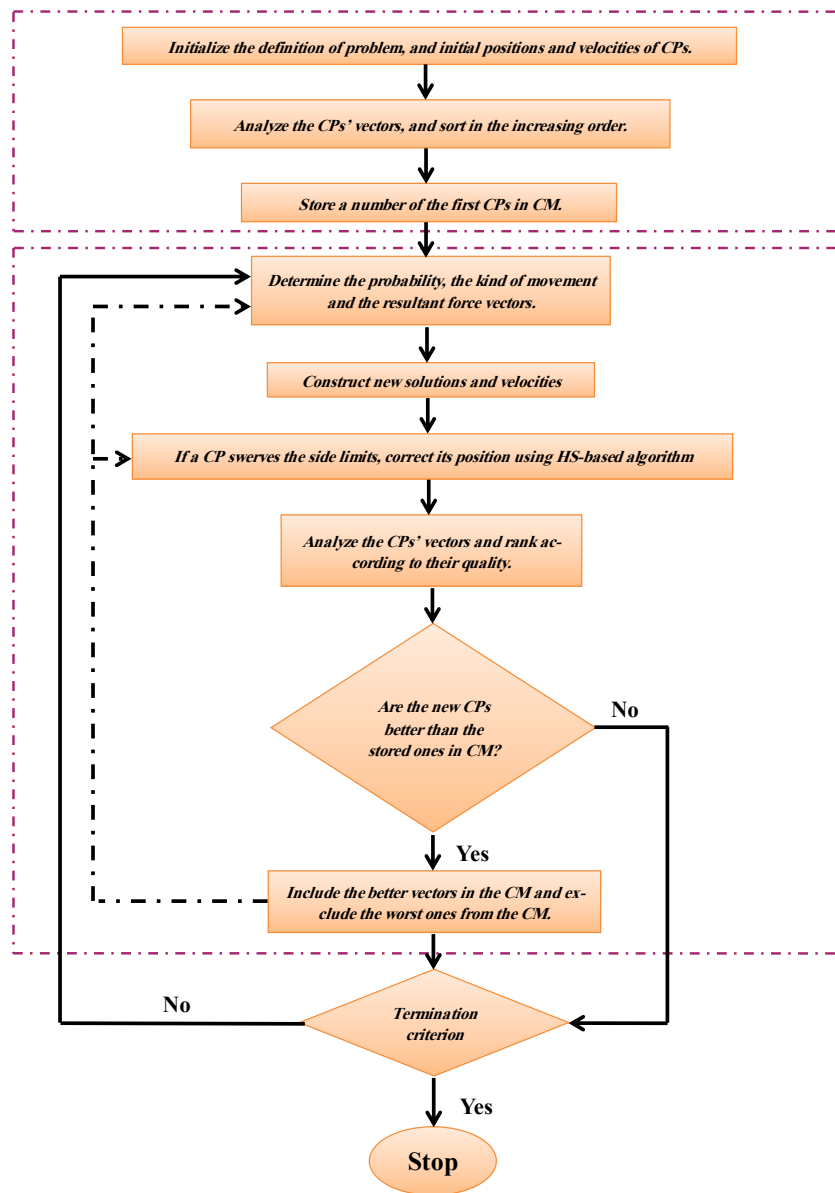 Initialize the definition of problem, and initial positions and velocities of CPs.
Analyze the CPs’ vectors, and sort in the increasing order.
Store a number of the first CPs in CM.
Determine the probability, the kind of movement
and the resultant force vectors.
Construct new solutions and velocities
If a CP swerves the side limits, correct its position using HS-based algorithm
Analyze the CPs’ vectors and rank ac-
cording to their quality.
Are the new CPs
better than the
stored ones in CM?
No
Yes
Include the better vectors in the CM and ex-
clude the worst ones from the CM.
No
Termination
criterion
Yes
Stop